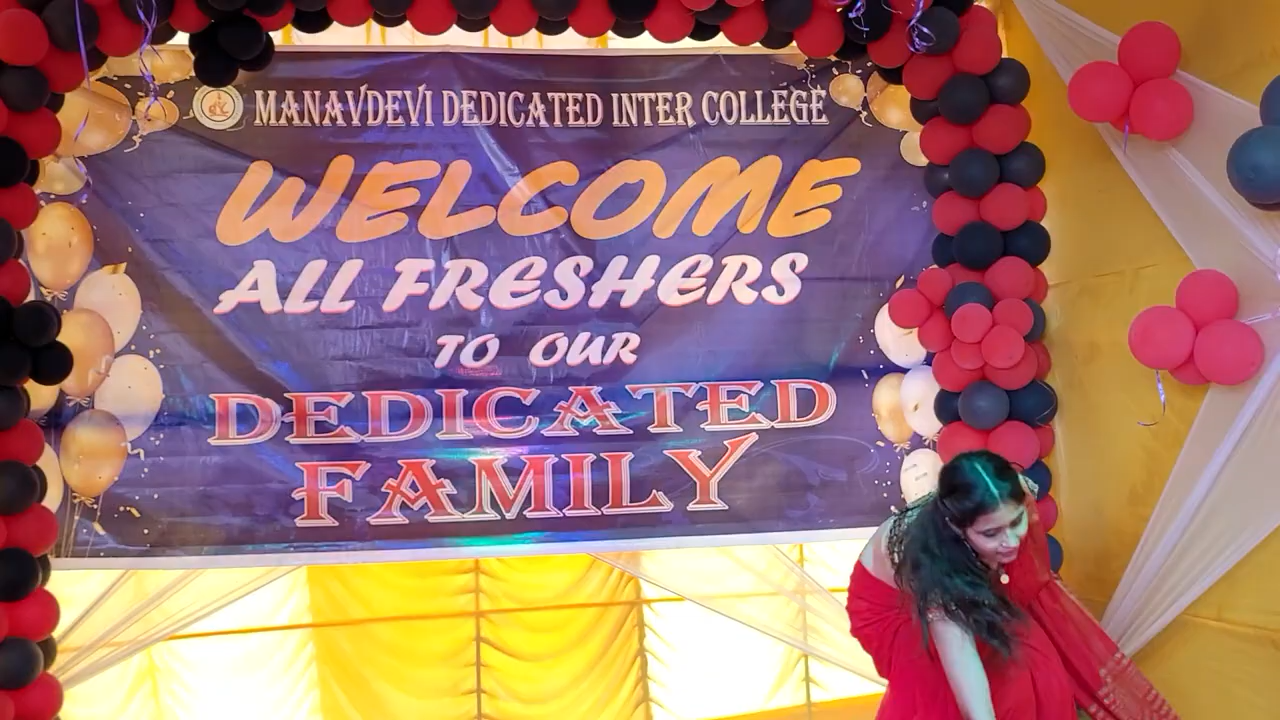 MANAVDEVI DEDICATED INTER COLLEGE
WELCOME
ALL FRESHERS
TO OUR
DEDICATED
FAMILY